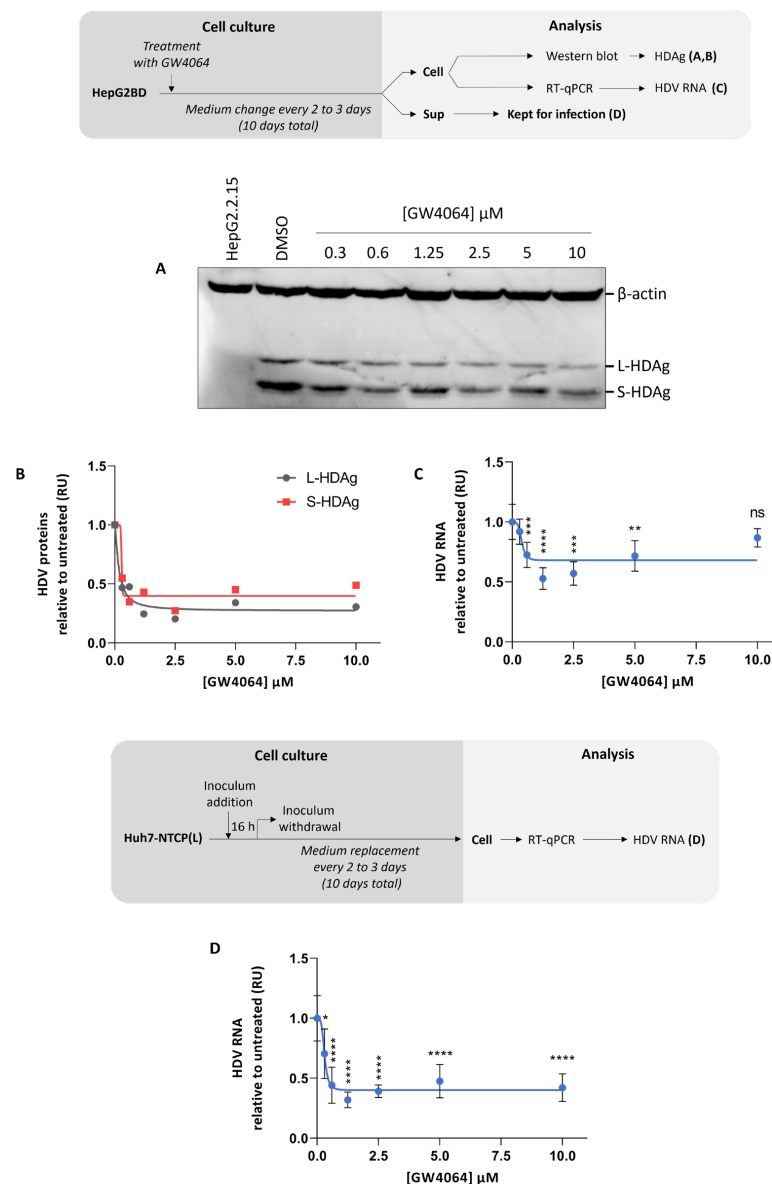 Cell culture
Analysis
Treatment
with GW4064
HepG2BD
Medium change every 2 to 3 days
(10 days total)
Cell
Western blot
HDAg (A,B)
RT-qPCR
HDV RNA (C)
Sup
Kept for infection (D)
HepG2.2.15
DMSO
[GW4064] µM
0.3 0.6 1.25 2.5 5 10
A
β-actin
L-HDAg
S-HDAg
B
HDV proteins
relative to untreated (RU)
1.5
1.0
0.5
0.0
0.0 2.5 5.0 7.5 10.0
[GW4064] µM
L-HDAg
S-HDAg
C
HDV RNA
relative to untreated (RU)
1.5
1.0
0.5
0.0
0.0 2.5 5.0 7.5 10.0
[GW4064] µM
***
****
***
**
ns
Cell culture
Analysis
Inoculum
addition
16 h
Inoculum
withdrawal
Huh7-NTCP(L)
Medium replacement
every 2 to 3 days
(10 days total)
Cell
RT-qPCR
HDV RNA (D)
D
HDV RNA
relative to untreated (RU)
1.5
1.0
0.5
0.0
0.0 2.5 5.0 7.5 10.0
[GW4064] µM
*
****
****
****
****
****